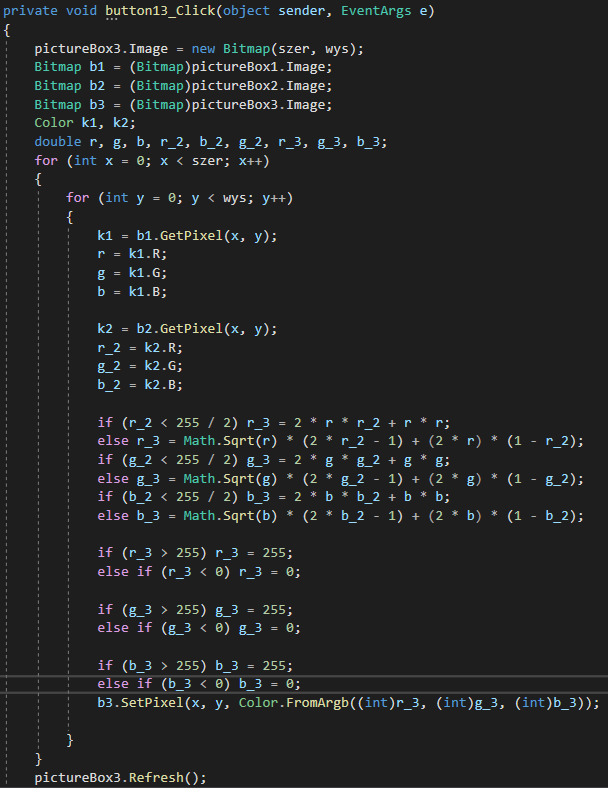 private void button13_Click(object sender, EventArgs e)
{
pictureBox3.Image = new Bitmap(szer, wys);
Bitmap b1 = (Bitmap)pictureBox1.Image;
Bitmap b2 = (Bitmap)pictureBox2.Image;
Bitmap b3 = (Bitmap)pictureBox3.Image;
Color k1, k2;
double r, g, b, r_2, b_2, g_2, r_3, g_3, b_3;
for (int x = 0; x < szer; x++)
{
for (int y = 0; y < wys; y++)
{
k1 = b1.GetPixel(x, y);
r = k1.R;
g = k1.G;
b = k1.B;
k2 = b2.GetPixel(x, y);
r_2 = k2.R;
g_2 = k2.G;
b_2 = k2.B;
if (r_2 < 255 / 2) r_3 = 2 * r * r_2 + r * r;
else r_3 = Math.Sqrt(r) * (2 * r_2 - 1) + (2 * r) * (1 - r_2);
if (g_2 < 255 / 2) g_3 = 2 * g * g_2 + g * g;
else g_3 = Math.Sqrt(g) * (2 * g_2 - 1) + (2 * g) * (1 - g_2);
if (b_2 < 255 / 2) b_3 = 2 * b * b_2 + b * b;
else b_3 = Math.Sqrt(b) * (2 * b_2 - 1) + (2 * b) * (1 - b_2);
if (r_3 > 255) r_3 = 255;
else if (r_3 < 0) r_3 = 0;
if (g_3 > 255) g_3 = 255;
else if (g_3 < 0) g_3 = 0;
if (b_3 > 255) b_3 = 255;
else if (b_3 < 0) b_3 = 0;
b3.SetPixel(x, y, Color.FromArgb((int)r_3, (int)g_3, (int)b_3));
}
}
pictureBox3.Refresh();